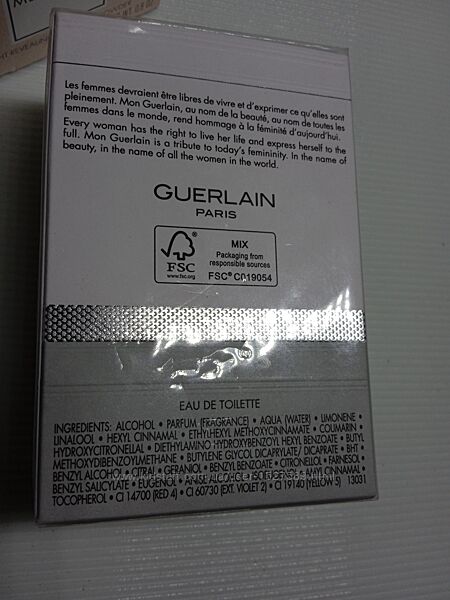 Les femmes devraient être libres de vivre et d'exprimer ce qu'elles sont
pleinement. Mon Guerlain, au nom de la beauté, au nom de toutes les
femmes dans le monde, rend hommage à la féminité d'aujourd'hui.
Every woman has the right to live her life and express herself to the
full. Mon Guerlain is a tribute to today's femininity. In the name of
beauty, in the name of all the women in the world.
GUERLAIN
PARIS
FSC
www.fsc.org
MIX
Packaging from
responsible sources
FSC® C019054
EAU DE TOILETTE
INGREDIENTS: ALCOHOL • PARFUM (FRAGRANCE) • AQUA (WATER) • LIMONENE •
LINALOOL • HEXYL CINNAMAL • ETHYLHEXYL METHOXYCINNAMATE • COUMARIN •
HYDROXYCITRONELLAL • DIETHYLAMINO HYDROXYBENZOYL HEXYL BENZOATE • BUTYL
METHOXYDIBENZOYLMETHANE • BUTYLENE GLYCOL DICAPRYLATE/ DICAPRATE • BHT •
BENZYL ALCOHOL • CITRAL • GERANIOL • BENZYL BENZOATE • CITRONELLOL • FARNESOL •
BENZYL SALICYLATE • EUGENOL • ANISE ALCOHOL • ISOEUGENOL • AMYL CINNAMAL •
TOCOPHEROL • CI 14700 (RED 4) • CI 60730 (EXT. VIOLET 2) • CI 19140 (YELLOW 5) 13031